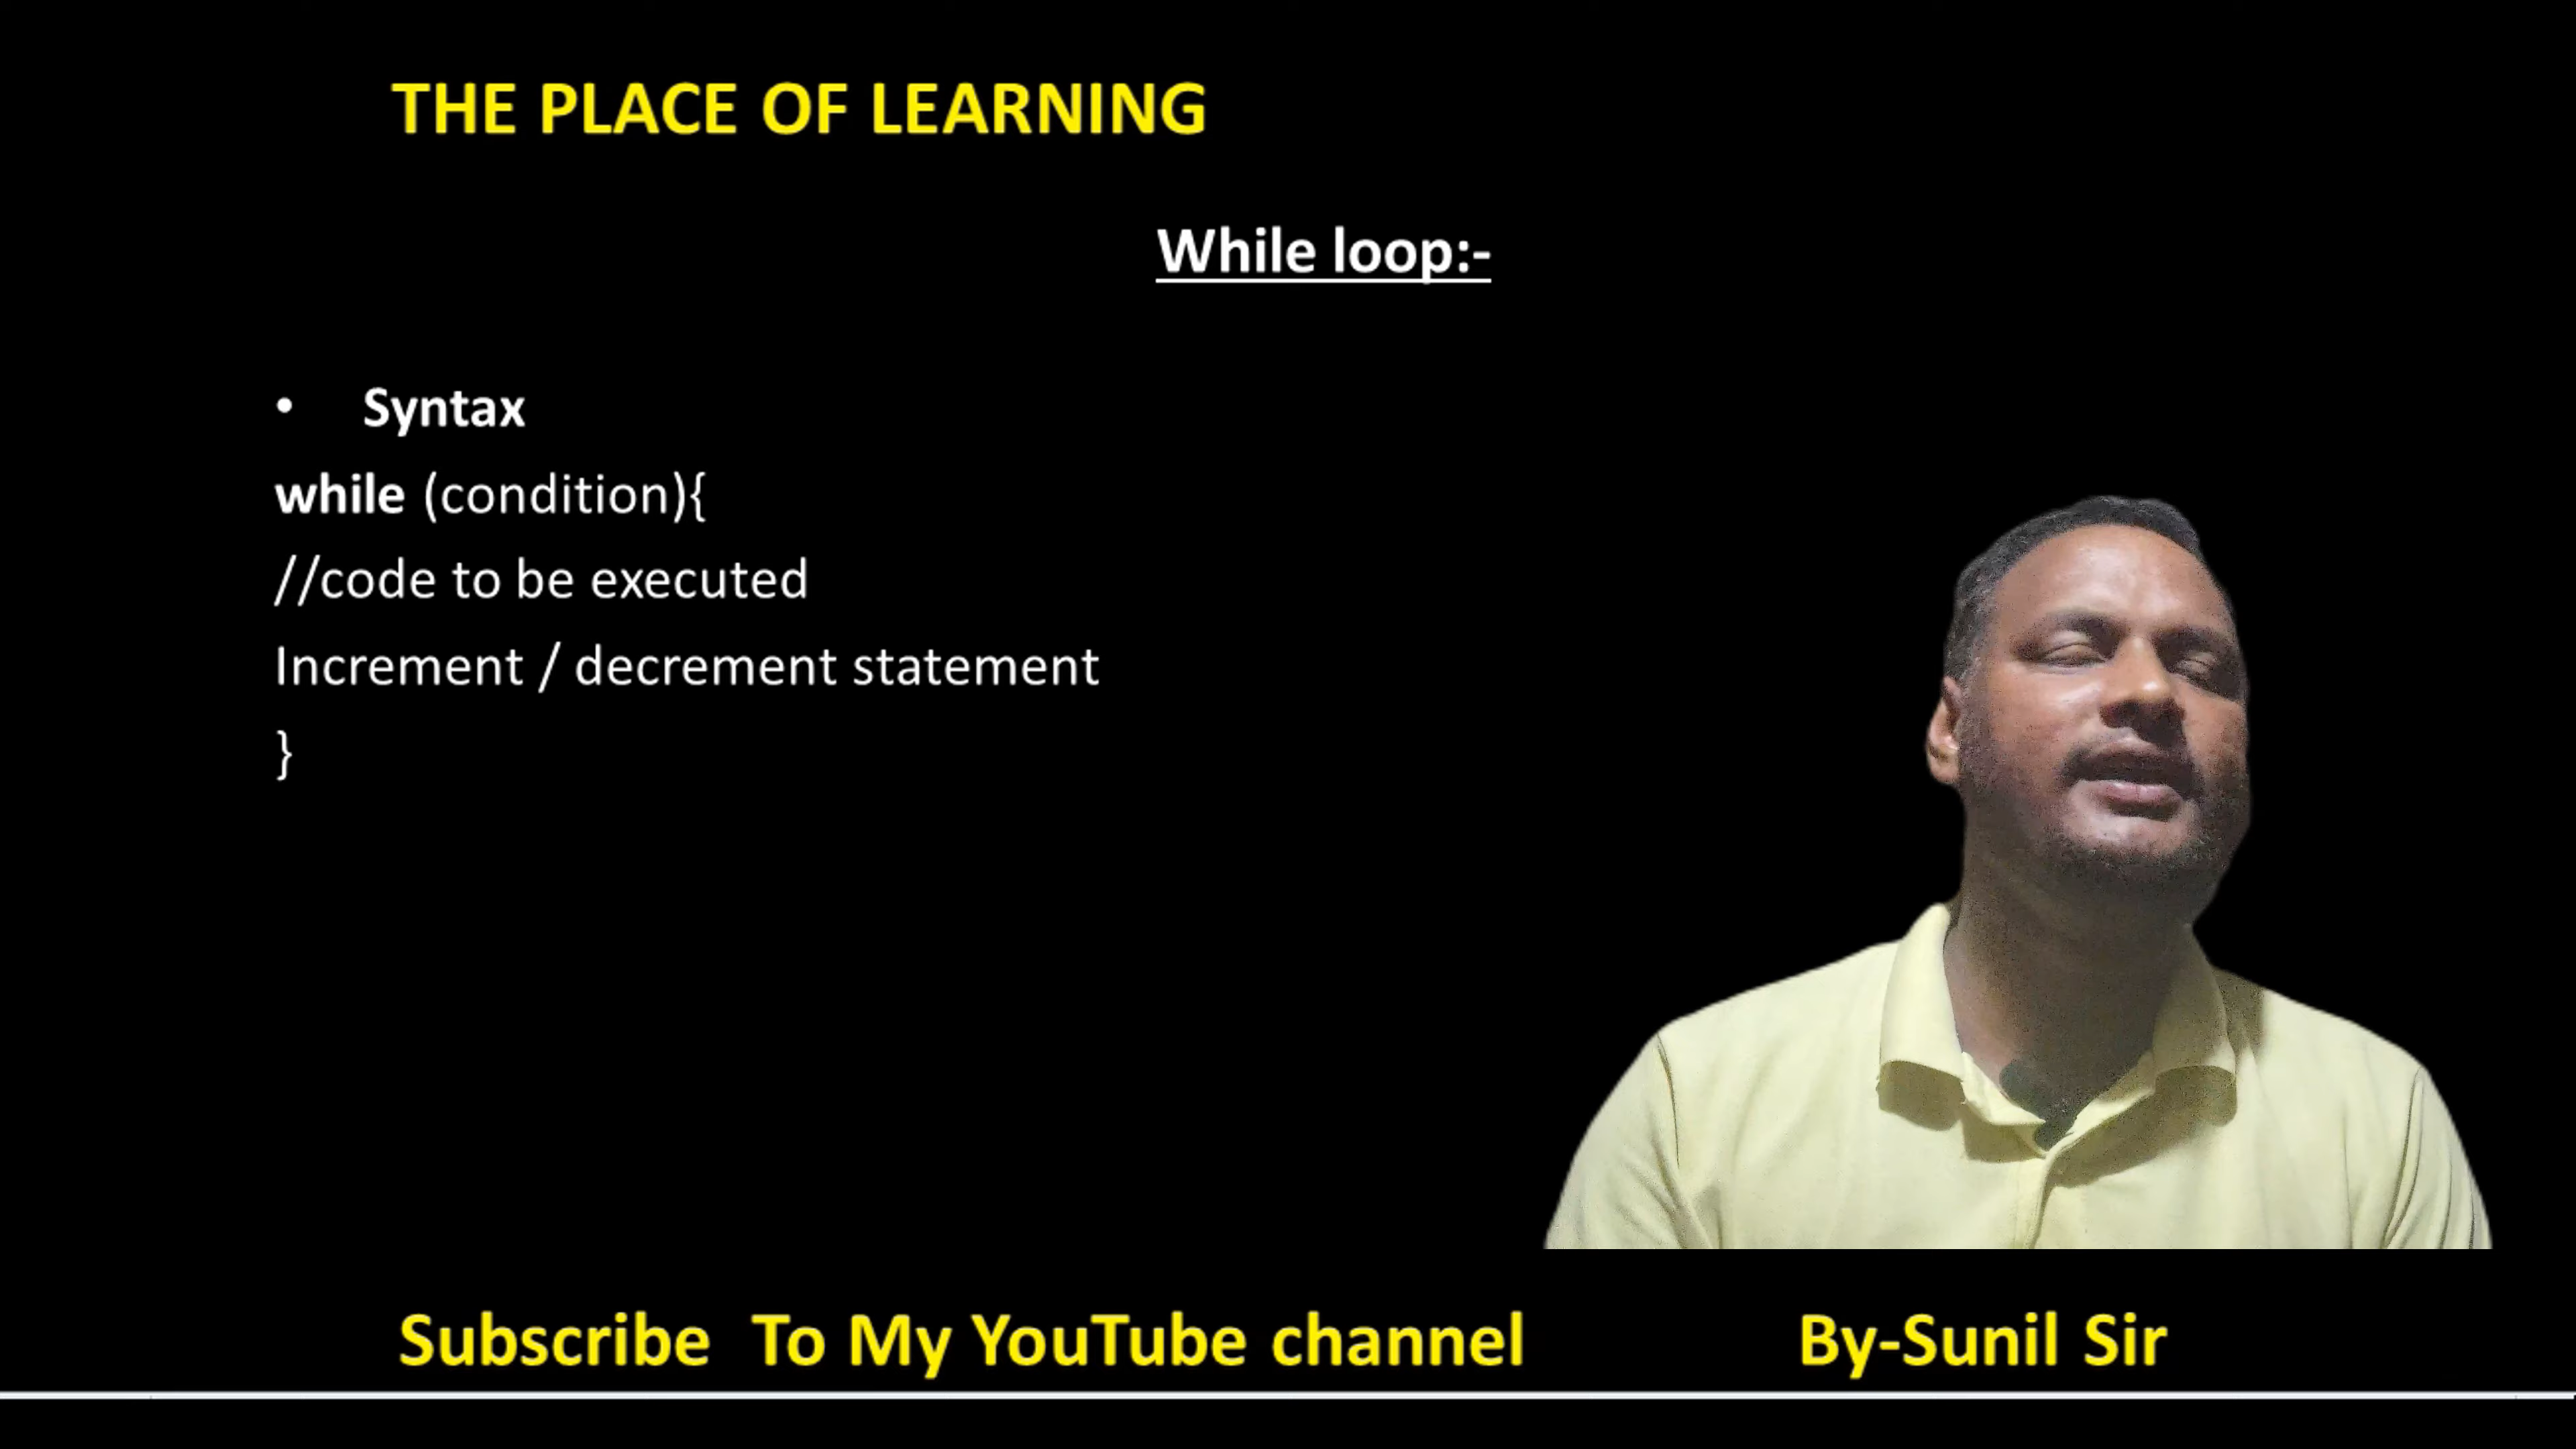 THE PLACE OF LEARNING
While loop:-
• Syntax
while (condition){
//code to be executed
Increment / decrement statement
}
Subscribe To My YouTube channel
By-Sunil Sir